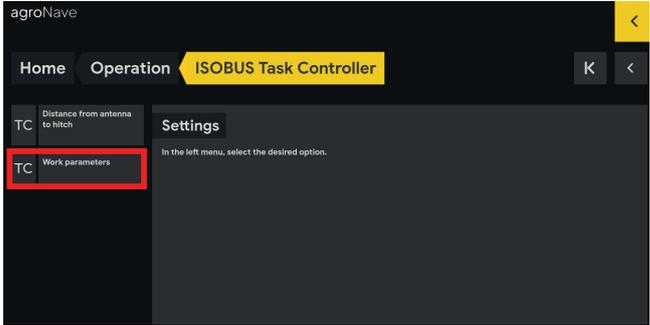 agroNave
<
Home Operation ISOBUS Task Controller K <
TC Distance from antenna
to hitch
TC Work parameters
Settings
In the left menu, select the desired option.